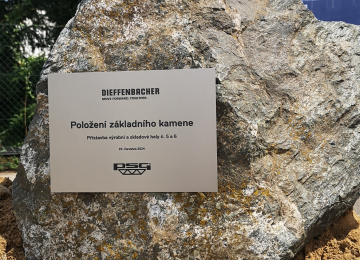 DIEFFENBACHER
Položení základního kamene
Přístavba výrobní a skladové haly č. 5 a 6
PSG